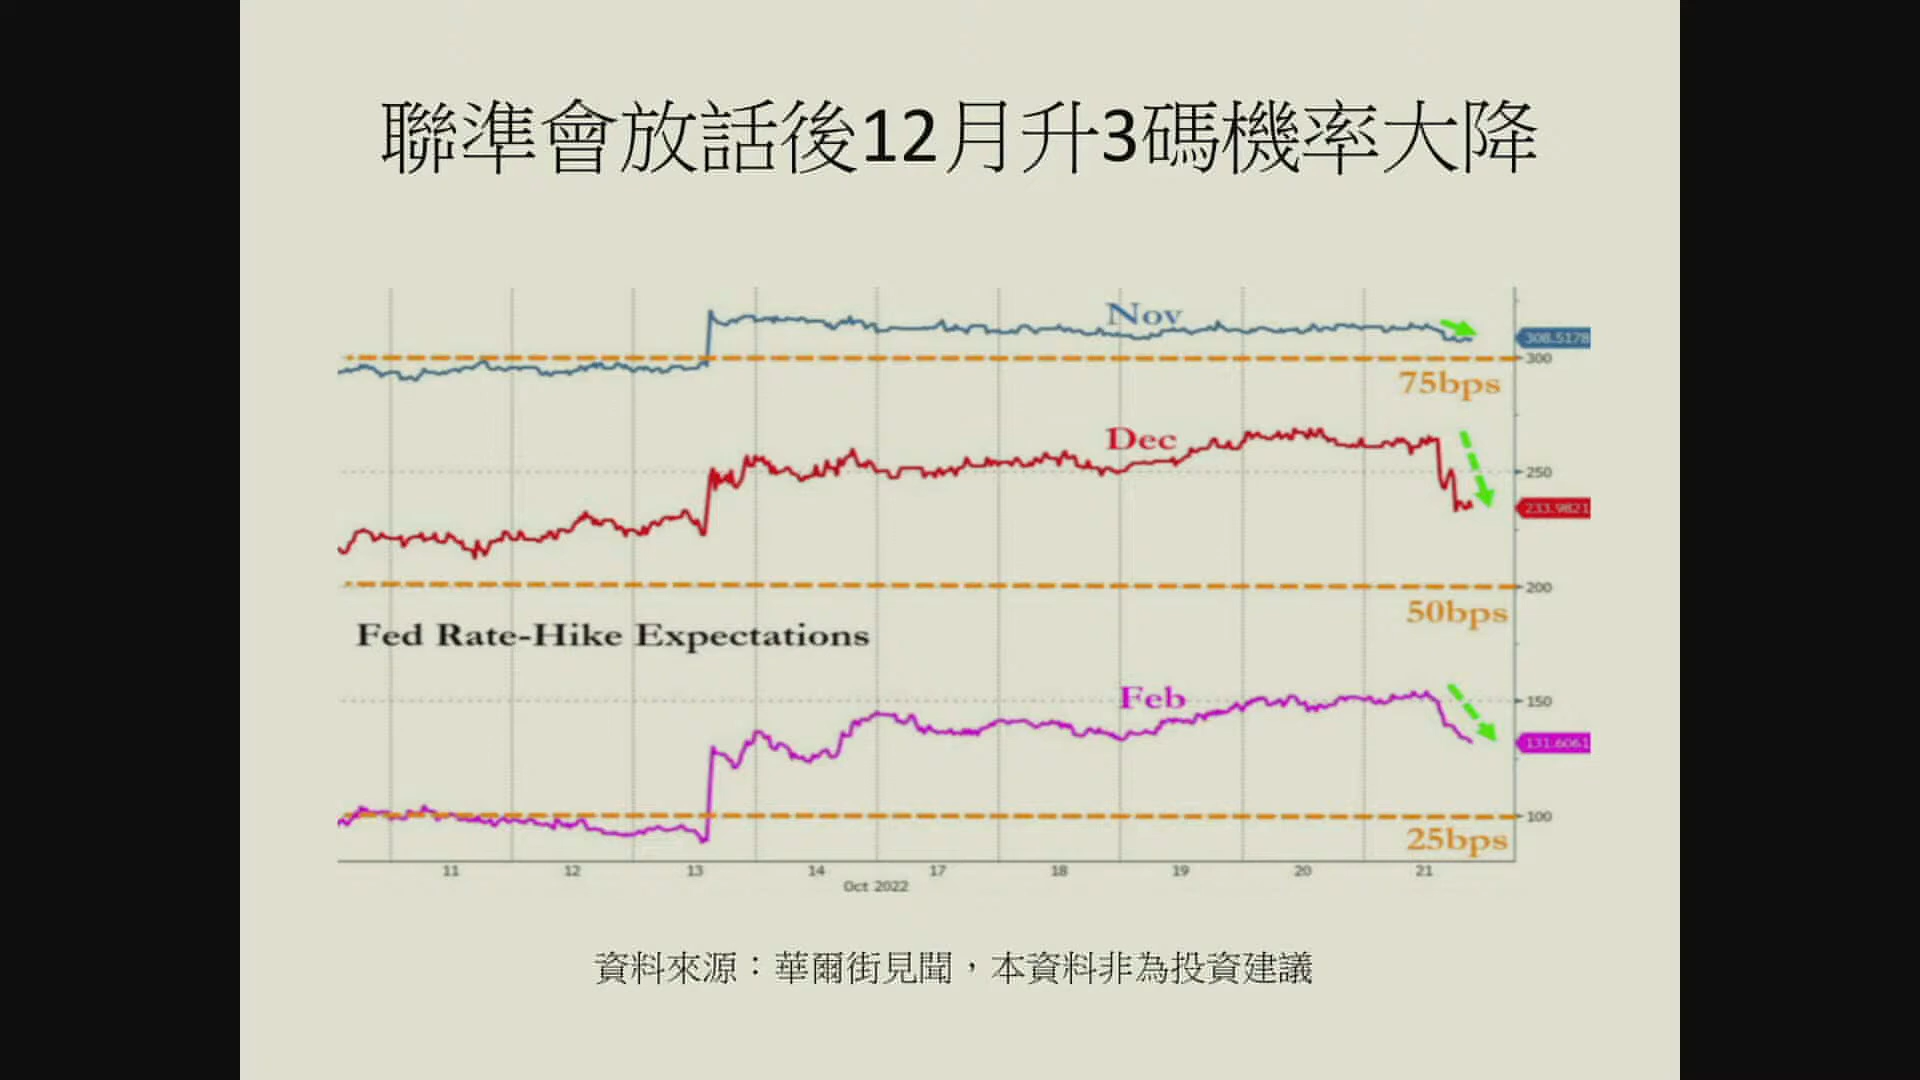 聯準會放話後12月升3碼機率大降
Nov
308.5178
300
75bps
Dec
250
233.9821
200
50bps
Fed Rate-Hike Expectations
Feb
150
131.6061
100
25bps
11 12 13 14 17 18 19 20 21
Oct 2022
資料來源：華爾街見聞，本資料非為投資建議